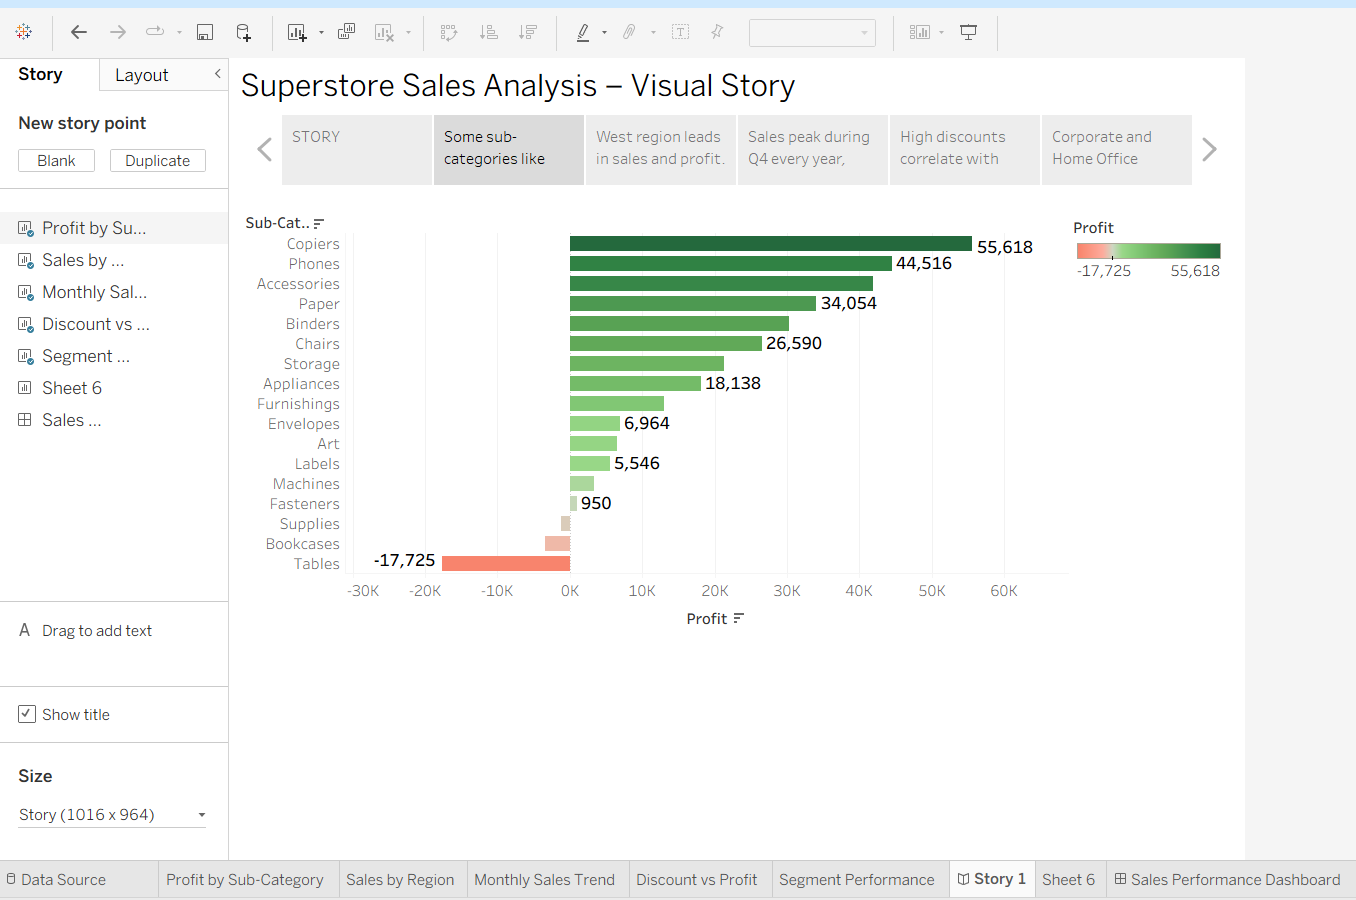 Story
Layout
New story point
Blank
Duplicate
Profit by Su...
Sales by ...
Monthly Sal...
Discount vs ...
Segment ...
Sheet 6
Sales ...
A Drag to add text
Show title
Size
Story (1016 x 964)
Superstore Sales Analysis – Visual Story
STORY
Some sub-
categories like
West region leads
in sales and profit.
Sales peak during
Q4 every year,
High discounts
correlate with
Corporate and
Home Office
Sub-Cat..
Copiers 55,618
Phones 44,516
Accessories
Paper 34,054
Binders
Chairs 26,590
Storage
Appliances 18,138
Furnishings
Envelopes 6,964
Art
Labels 5,546
Machines
Fasteners 950
Supplies
Bookcases
Tables -17,725
-30K -20K -10K 0K 10K 20K 30K 40K 50K 60K
Profit
Profit
-17,725 55,618
Data Source Profit by Sub-Category Sales by Region Monthly Sales Trend Discount vs Profit Segment Performance Story 1 Sheet 6 Sales Performance Dashboard